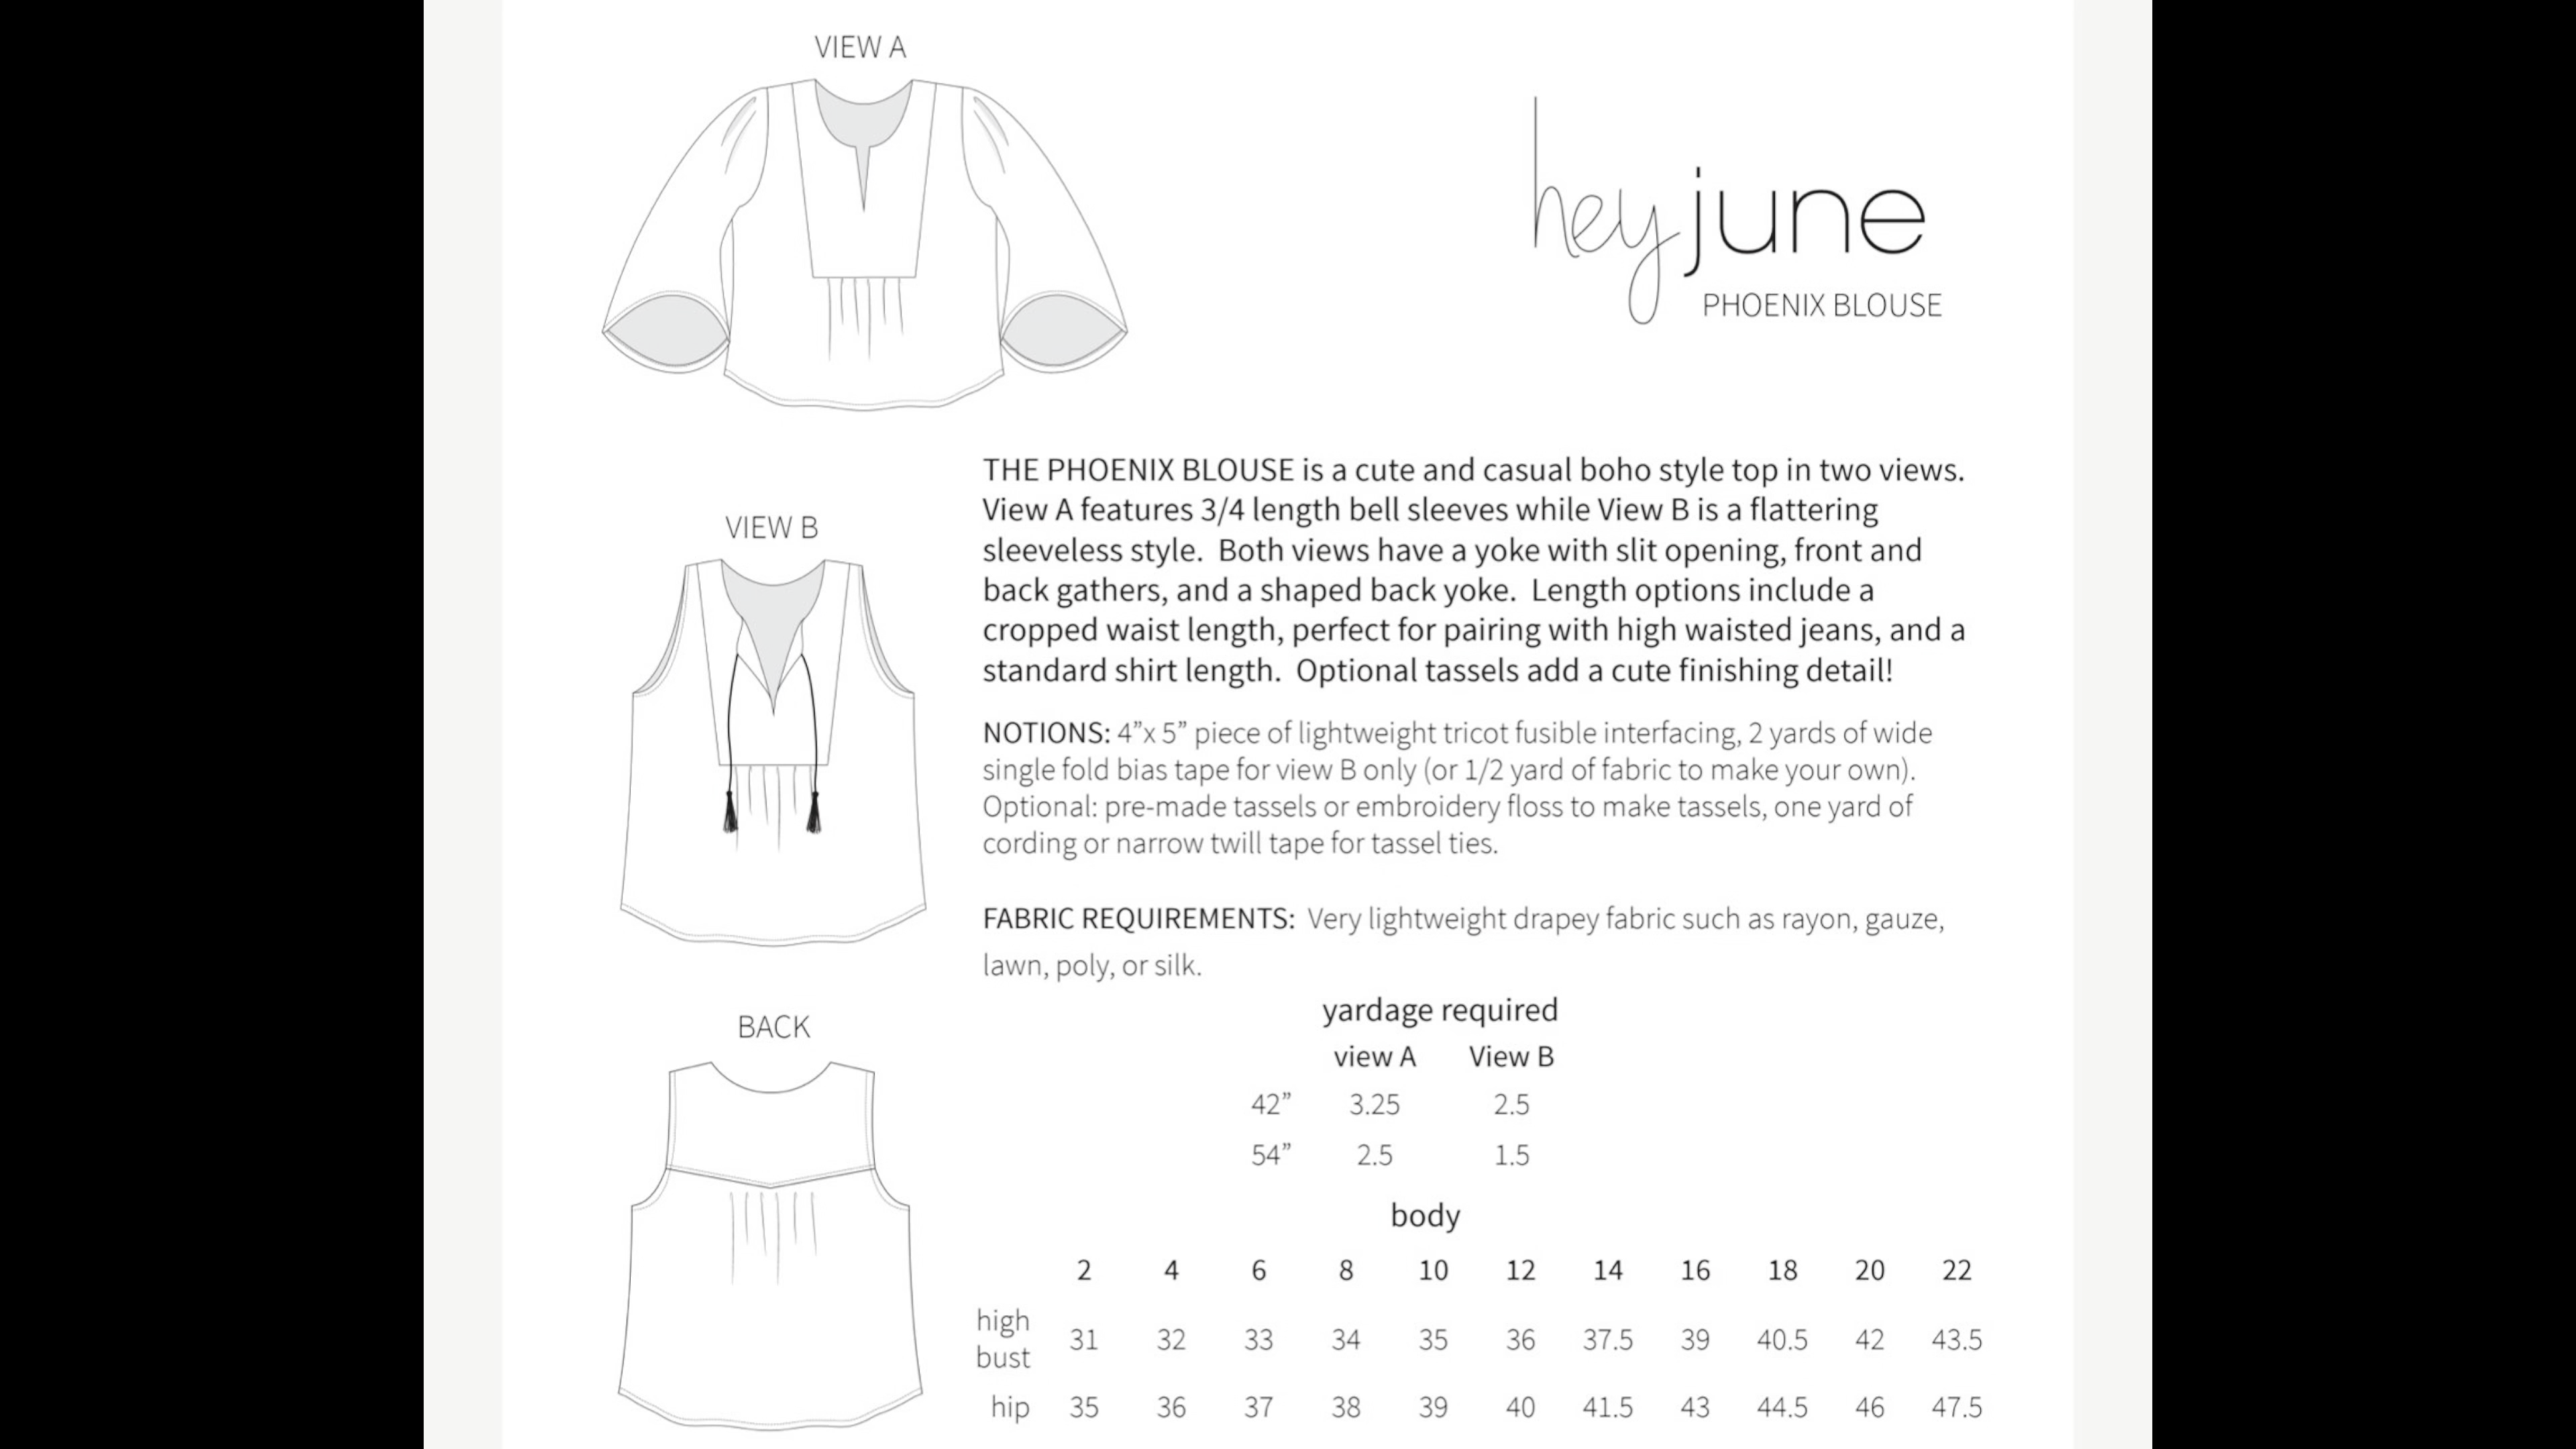 VIEW A
hey june
PHOENIX BLOUSE
THE PHOENIX BLOUSE is a cute and casual boho style top in two views.
View A features 3/4 length bell sleeves while View B is a flattering
sleeveless style.  Both views have a yoke with slit opening, front and
back gathers, and a shaped back yoke.  Length options include a
cropped waist length, perfect for pairing with high waisted jeans, and a
standard shirt length.  Optional tassels add a cute finishing detail!
VIEW B
NOTIONS: 4”x 5” piece of lightweight tricot fusible interfacing, 2 yards of wide
single fold bias tape for view B only (or 1/2 yard of fabric to make your own).
Optional: pre-made tassels or embroidery floss to make tassels, one yard of
cording or narrow twill tape for tassel ties.
FABRIC REQUIREMENTS:  Very lightweight drapey fabric such as rayon, gauze,
lawn, poly, or silk.
BACK
yardage required
view A View B
42” 3.25 2.5
54” 2.5 1.5
body
2 4 6 8 10 12 14 16 18 20 22
high
bust
31 32 33 34 35 36 37.5 39 40.5 42 43.5
hip 35 36 37 38 39 40 41.5 43 44.5 46 47.5